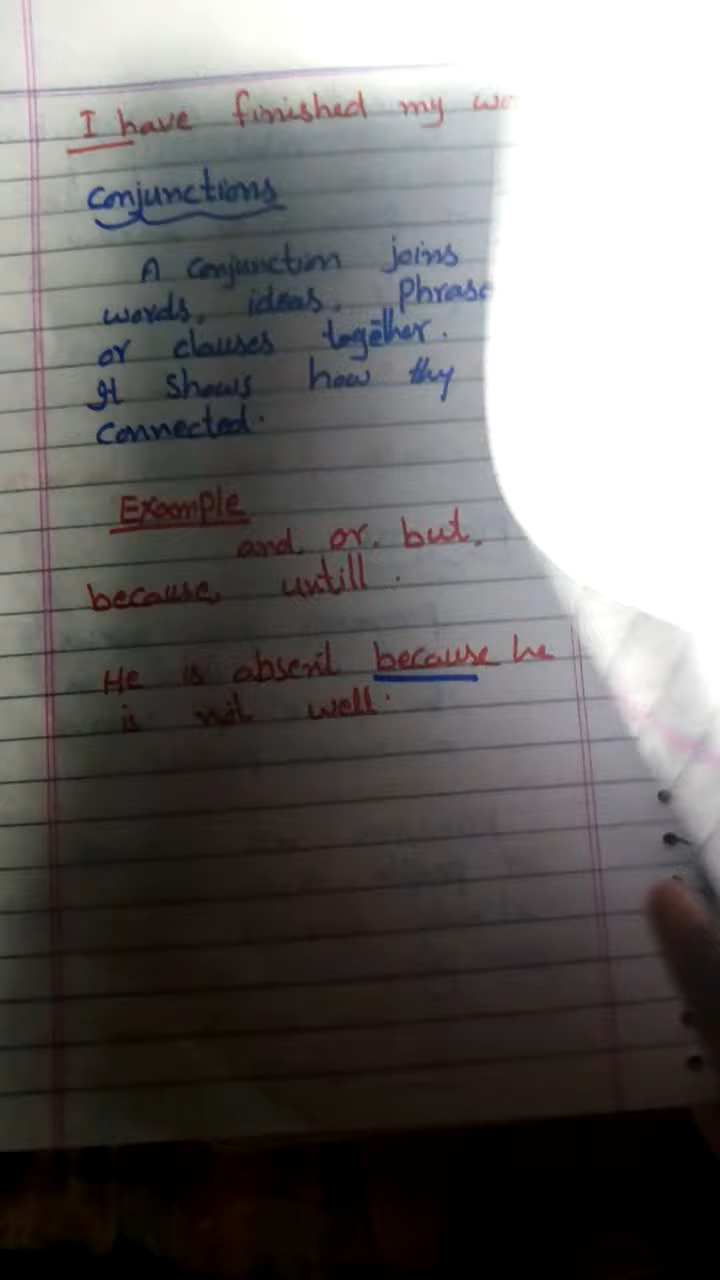 I have finished my
Conjunctions
A conjunction joins
words, ideas, Phrase
or clauses together.
It shows how thy
Connected.
Example
and, or, but,
because, untill.
He is absent because he
is not well.